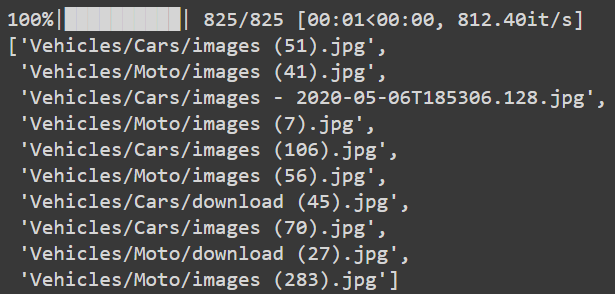 100%|██████████| 825/825 [00:01<00:00, 812.40it/s]
['Vehicles/Cars/images (51).jpg',
 'Vehicles/Moto/images (41).jpg',
 'Vehicles/Cars/images - 2020-05-06T185306.128.jpg',
 'Vehicles/Moto/images (7).jpg',
 'Vehicles/Cars/images (106).jpg',
 'Vehicles/Moto/images (56).jpg',
 'Vehicles/Cars/download (45).jpg',
 'Vehicles/Cars/images (70).jpg',
 'Vehicles/Moto/download (27).jpg',
 'Vehicles/Moto/images (283).jpg']